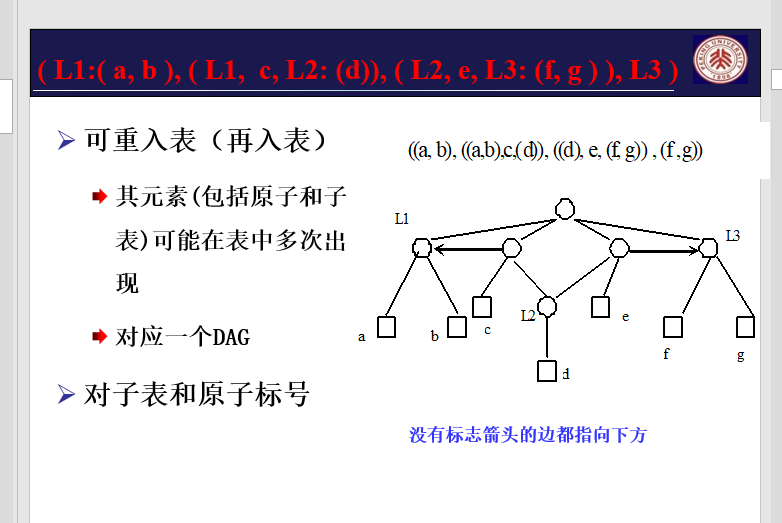 ( L1:( a, b ), ( L1, c, L2: (d)), ( L2, e, L3: (f, g ) ), L3 )
PEKING UNIVERSITY
1898
可重入表（再入表）
其元素(包括原子和子
表)可能在表中多次出
现
对应一个DAG
对子表和原子标号
((a, b), ((a,b),c,(d)), ((d), e, (f, g)) , (f ,g))
L1
L3
a
b
c
L2
d
e
f
g
没有标志箭头的边都指向下方